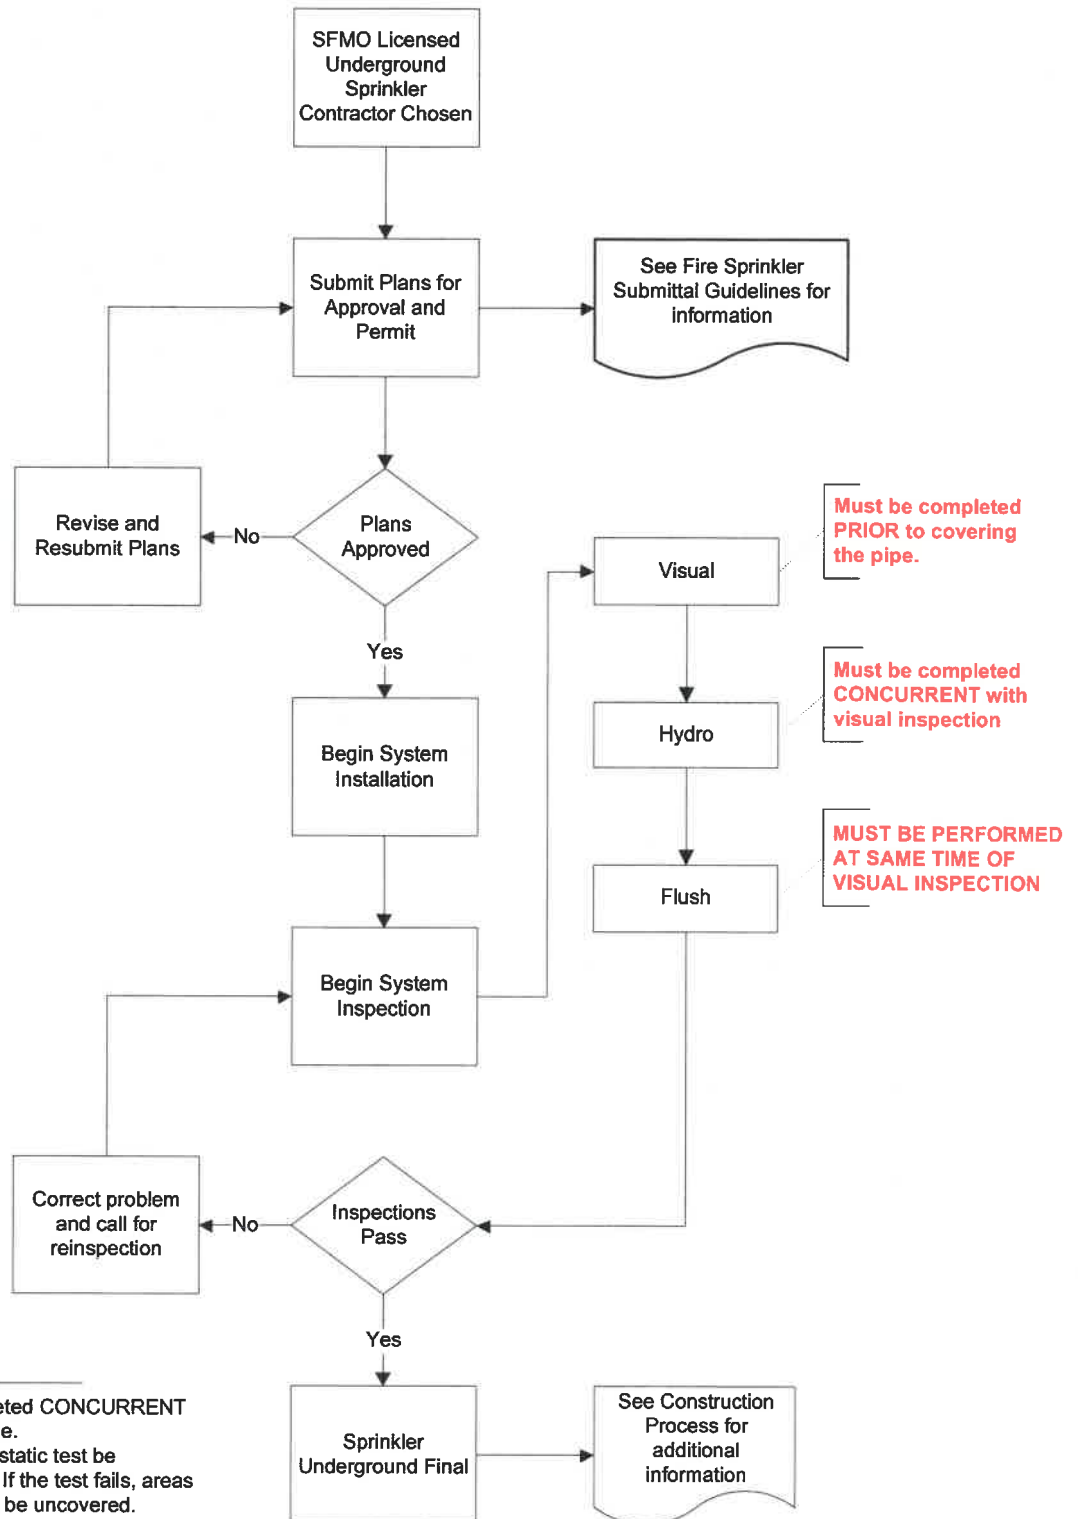 SFMO Licensed
Underground
Sprinkler
Contractor Chosen
Submit Plans for
Approval and
Permit
See Fire Sprinkler
Submittal Guidelines for
information
Revise and
Resubmit Plans
No
Plans
Approved
Yes
Visual
Must be completed
PRIOR to covering
the pipe.
Begin System
Installation
Hydro
Must be completed
CONCURRENT with
visual inspection
Flush
MUST BE PERFORMED
AT SAME TIME OF
VISUAL INSPECTION
Begin System
Inspection
Correct problem
and call for
reinspection
No
Inspections
Pass
Yes
Sprinkler
Underground Final
See Construction
Process for
additional
information
CONCURRENT
static test be
If the test fails, areas
be uncovered.